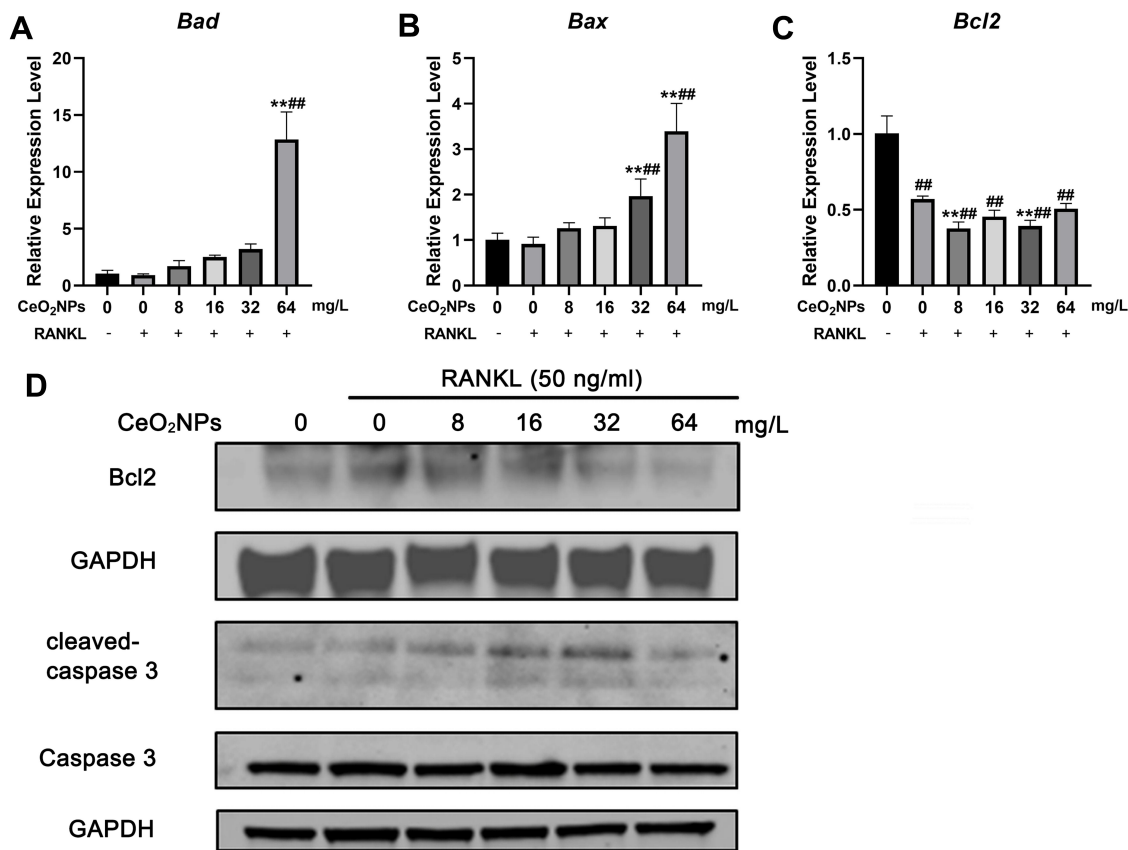 A
Bad
Relative Expression Level
20
15
10
5
0
**##
CeO₂NPs 0 0 8 16 32 64 mg/L
RANKL - + + + + +
B
Bax
Relative Expression Level
5
4
3
2
1
0
**##
**##
CeO₂NPs 0 0 8 16 32 64 mg/L
RANKL - + + + + +
C
Bcl2
Relative Expression Level
1.5
1.0
0.5
0.0
## **## ## **## ##
CeO₂NPs 0 0 8 16 32 64 mg/L
RANKL - + + + + +
D
RANKL (50 ng/ml)
CeO₂NPs 0 0 8 16 32 64 mg/L
Bcl2
GAPDH
cleaved-
caspase 3
Caspase 3
GAPDH